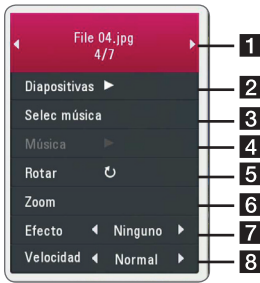 File 04.jpg
4/7
1
Diapositivas
2
Selec música
3
Música
4
Rotar
5
Zoom
6
Efecto Ninguno
7
Velocidad Normal
8